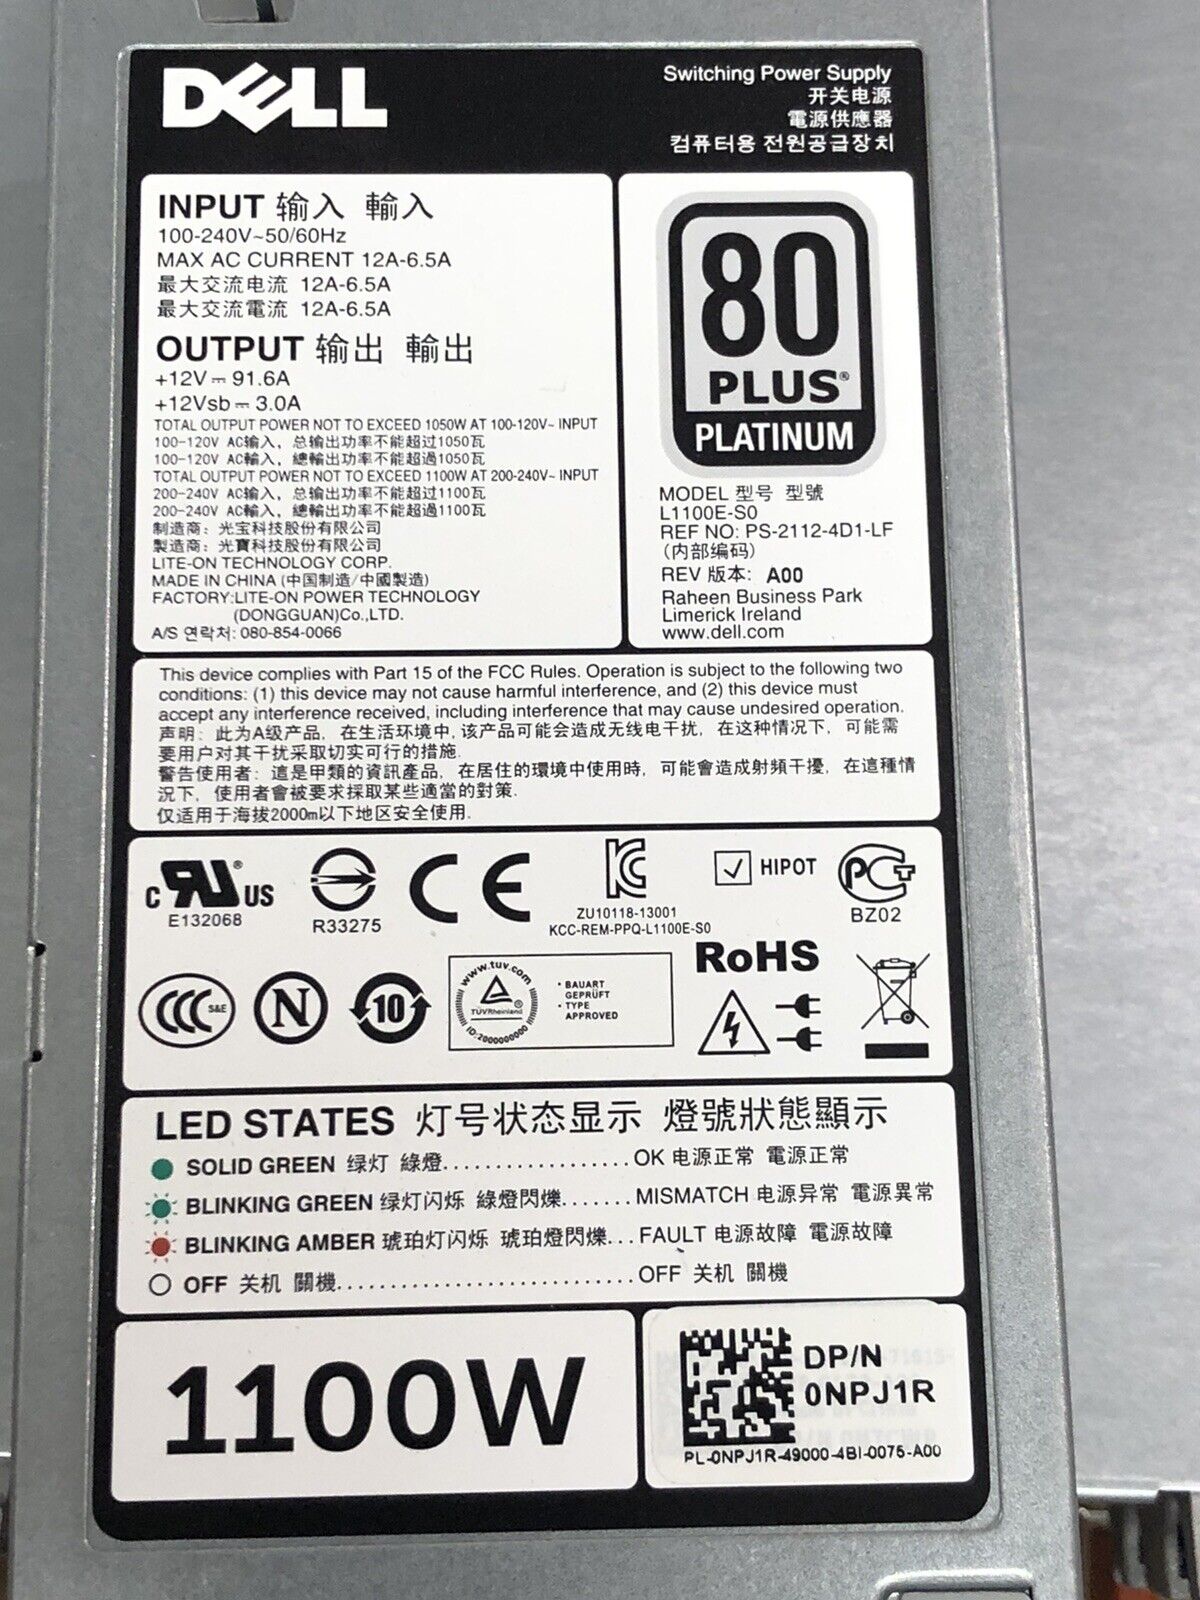 DELL
Switching Power Supply
开关电源
電源供應器
컴퓨터용 전원공급장치
INPUT 输入 輸入
100-240V~50/60Hz
MAX AC CURRENT 12A-6.5A
最大交流电流 12A-6.5A
最大交流電流 12A-6.5A
OUTPUT 输出 輸出
+12V⎓91.6A
+12Vsb⎓3.0A
TOTAL OUTPUT POWER NOT TO EXCEED 1050W AT 100-120V~ INPUT
100-120V AC输入，总输出功率不能超过1050瓦
100-120V AC輸入，總輸出功率不能超過1050瓦
TOTAL OUTPUT POWER NOT TO EXCEED 1100W AT 200-240V~ INPUT
200-240V AC输入，总输出功率不能超过1100瓦
200-240V AC輸入，總輸出功率不能超過1100瓦
制造商：光宝科技股份有限公司
製造商：光寶科技股份有限公司
LITE-ON TECHNOLOGY CORP.
MADE IN CHINA (中国制造/中國製造)
FACTORY:LITE-ON POWER TECHNOLOGY
(DONGGUAN)Co.,LTD.
A/S 연락처: 080-854-0066
80
PLUS®
PLATINUM
MODEL 型号 型號
L1100E-S0
REF NO: PS-2112-4D1-LF
(内部编码)
REV 版本: A00
Raheen Business Park
Limerick Ireland
www.dell.com
This device complies with Part 15 of the FCC Rules. Operation is subject to the following two
conditions: (1) this device may not cause harmful interference, and (2) this device must
accept any interference received, including interference that may cause undesired operation.
声明：此为A级产品，在生活环境中,该产品可能会造成无线电干扰，在这种情况下，可能需
要用户对其干扰采取切实可行的措施.
警告使用者：這是甲類的資訊產品，在居住的環境中使用時，可能會造成射頻干擾，在這種情
況下，使用者會被要求採取某些適當的對策.
仅适用于海拔2000m以下地区安全使用.
c RU® US
E132068
R33275
CE
KC
ZU10118-13001
KCC-REM-PPQ-L1100E-S0
HIPOT
PCT
BZ02
CCC S&E
N
10
www.tuv.com
TÜVRheinland®
ID:2000000000
• BAUART
GEPRÜFT
• TYPE
APPROVED
RoHS
LED STATES 灯号状态显示 燈號狀態顯示
SOLID GREEN 绿灯 綠燈..................OK 电源正常 電源正常
BLINKING GREEN 绿灯闪烁 綠燈閃爍.......MISMATCH 电源异常 電源異常
BLINKING AMBER 琥珀灯闪烁 琥珀燈閃爍...FAULT 电源故障 電源故障
OFF 关机 關機............................OFF 关机 關機
1100W
DP/N
0NPJ1R
PL-0NPJ1R-49000-4BI-0075-A00